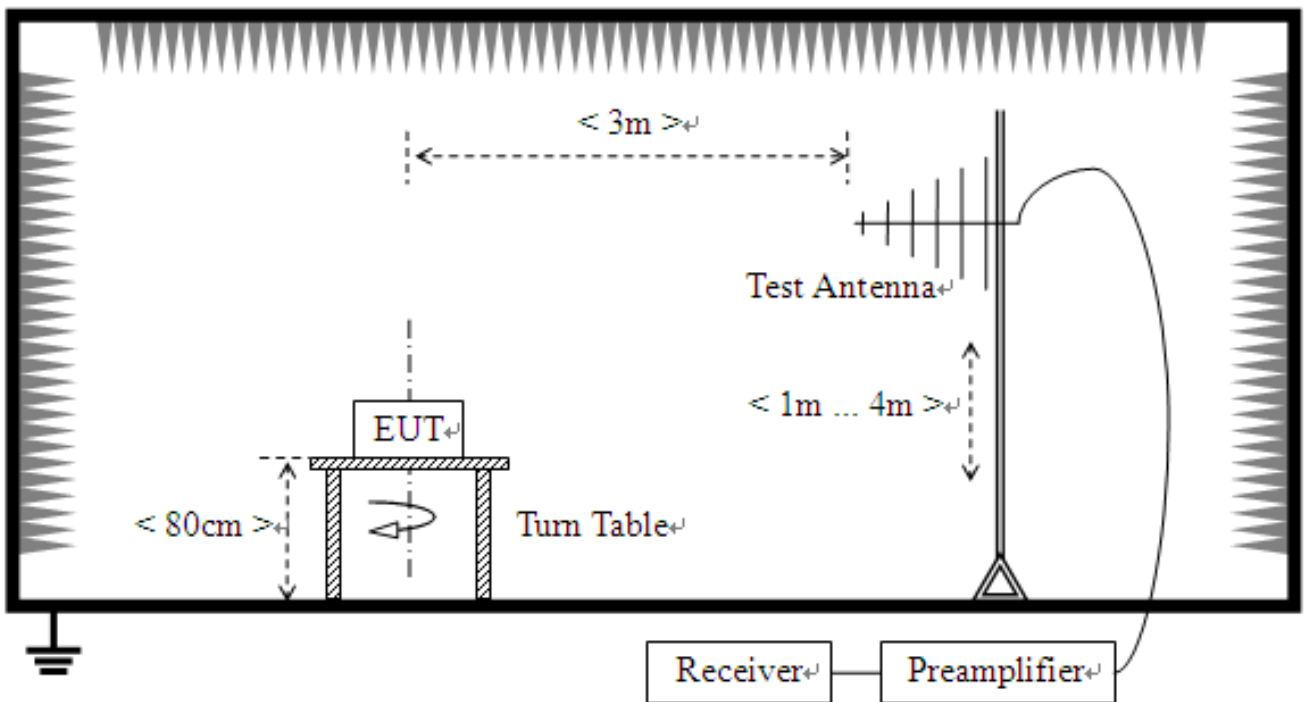 < 3m >↵
Test Antenna↵
< 1m ... 4m >↵
EUT↵
< 80cm >↵
Turn Table↵
Receiver↵
Preamplifier↵